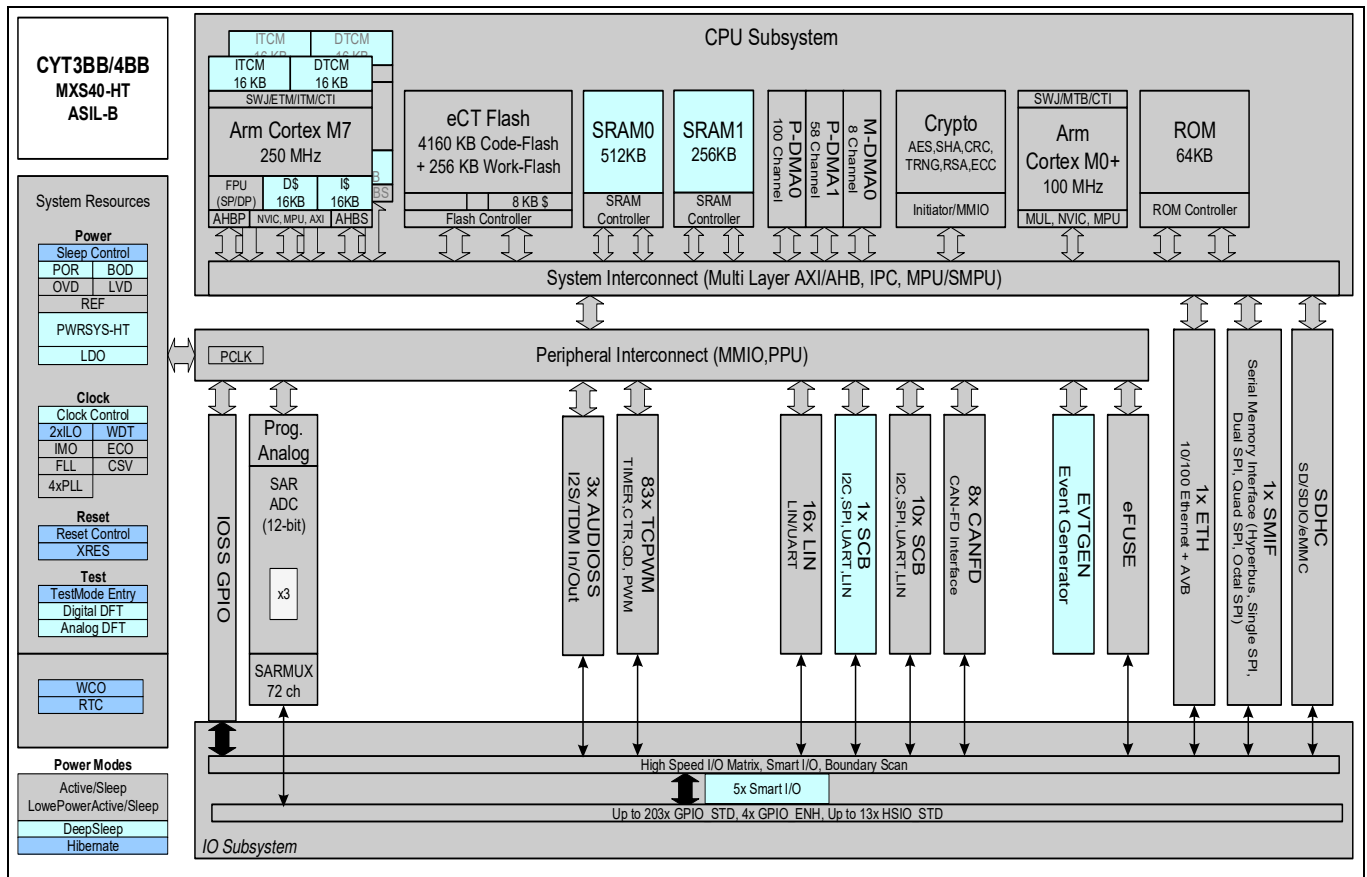 CYT3BB/4BB
MXS40-HT
ASIL-B
System Resources
Power
Sleep Control
POR BOD
OVD LVD
REF
PWRSYS-HT
LDO
Clock
Clock Control
2xILO WDT
IMO ECO
FLL CSV
4xPLL
Reset
Reset Control
XRES
Test
TestMode Entry
Digital DFT
Analog DFT
WCO
RTC
Power Modes
Active/Sleep
LowePowerActive/Sleep
DeepSleep
Hibernate
CPU Subsystem
ITCM DTCM
16 KB 16 KB
ITCM DTCM
16 KB 16 KB
SWJ/ETM/ITM/CTI
Arm Cortex M7
250 MHz
FPU
(SP/DP)
D$
16KB
I$
16KB
AHBP NVIC, MPU, AXI AHBS
eCT Flash
4160 KB Code-Flash
+ 256 KB Work-Flash
8 KB $
Flash Controller
SRAM0
512KB
SRAM
Controller
SRAM1
256KB
SRAM
Controller
P-DMA0
100 Channel
P-DMA1
58 Channel
M-DMA0
8 Channel
Crypto
AES,SHA,CRC,
TRNG,RSA,ECC
Initiator/MMIO
SWJ/MTB/CTI
Arm
Cortex M0+
100 MHz
MUL, NVIC, MPU
ROM
64KB
ROM Controller
System Interconnect (Multi Layer AXI/AHB, IPC, MPU/SMPU)
PCLK
Peripheral Interconnect (MMIO,PPU)
IOSS GPIO
Prog.
Analog
SAR
ADC
(12-bit)
x3
SARMUX
72 ch
3x AUDIOSS
I2S/TDM In/Out
83x TCPWM
TIMER,CTR,QD, PWM
16x LIN
LIN/UART
1x SCB
I2C,SPI,UART,LIN
10x SCB
I2C,SPI,UART,LIN
8x CANFD
CAN-FD Interface
EVTGEN
Event Generator
eFUSE
1x ETH
10/100 Ethernet + AVB
1x SMIF
Serial Memory Interface (Hyperbus, Single SPI,
Dual SPI, Quad SPI, Octal SPI)
SDHC
SD/SDIO/eMMC
High Speed I/O Matrix, Smart I/O, Boundary Scan
5x Smart I/O
Up to 203x GPIO_STD, 4x GPIO_ENH, Up to 13x HSIO_STD
IO Subsystem